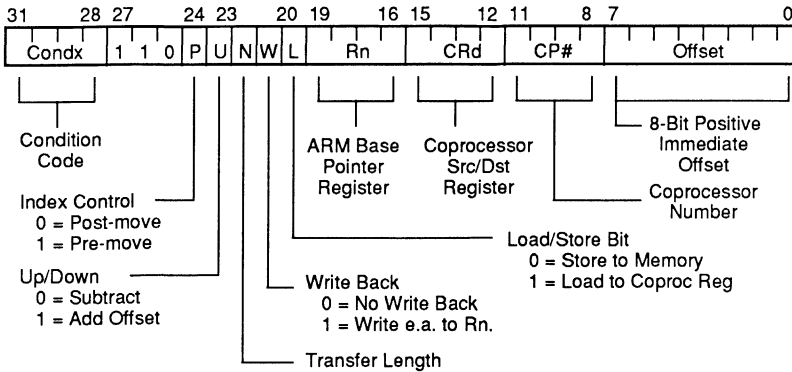 31 28 27 24 23 20 19 16 15 12 11 8 7 0
Condx 1 1 0 P U N W L Rn CRd CP# Offset
Condition
Code
ARM Base
Pointer
Register
Coprocessor
Src/Dst
Register
8-Bit Positive
Immediate
Offset
Coprocessor
Number
Index Control
0 = Post-move
1 = Pre-move
Load/Store Bit
0 = Store to Memory
1 = Load to Coproc Reg
Up/Down
0 = Subtract
1 = Add Offset
Write Back
0 = No Write Back
1 = Write e.a. to Rn.
Transfer Length